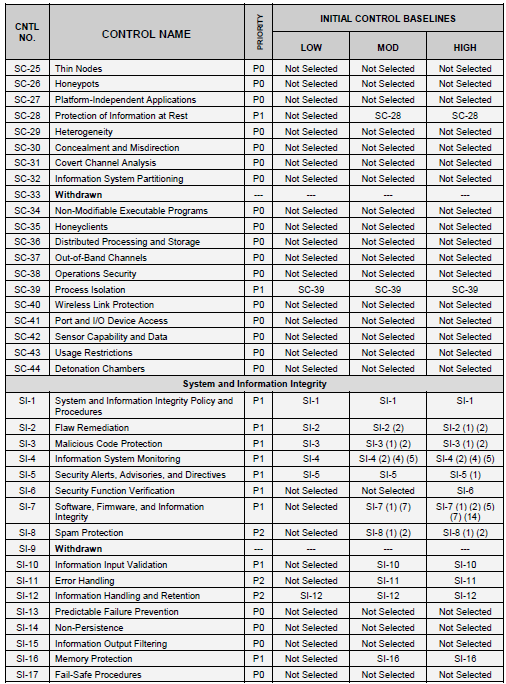 CNTL NO. CONTROL NAME PRIORITY INITIAL CONTROL BASELINES
LOW MOD HIGH
SC-25 Thin Nodes P0 Not Selected Not Selected Not Selected
SC-26 Honeypots P0 Not Selected Not Selected Not Selected
SC-27 Platform-Independent Applications P0 Not Selected Not Selected Not Selected
SC-28 Protection of Information at Rest P1 Not Selected SC-28 SC-28
SC-29 Heterogeneity P0 Not Selected Not Selected Not Selected
SC-30 Concealment and Misdirection P0 Not Selected Not Selected Not Selected
SC-31 Covert Channel Analysis P0 Not Selected Not Selected Not Selected
SC-32 Information System Partitioning P0 Not Selected Not Selected Not Selected
SC-33 Withdrawn --- --- --- ---
SC-34 Non-Modifiable Executable Programs P0 Not Selected Not Selected Not Selected
SC-35 Honeyclients P0 Not Selected Not Selected Not Selected
SC-36 Distributed Processing and Storage P0 Not Selected Not Selected Not Selected
SC-37 Out-of-Band Channels P0 Not Selected Not Selected Not Selected
SC-38 Operations Security P0 Not Selected Not Selected Not Selected
SC-39 Process Isolation P1 SC-39 SC-39 SC-39
SC-40 Wireless Link Protection P0 Not Selected Not Selected Not Selected
SC-41 Port and I/O Device Access P0 Not Selected Not Selected Not Selected
SC-42 Sensor Capability and Data P0 Not Selected Not Selected Not Selected
SC-43 Usage Restrictions P0 Not Selected Not Selected Not Selected
SC-44 Detonation Chambers P0 Not Selected Not Selected Not Selected
System and Information Integrity
SI-1 System and Information Integrity Policy and Procedures P1 SI-1 SI-1 SI-1
SI-2 Flaw Remediation P1 SI-2 SI-2 (2) SI-2 (1) (2)
SI-3 Malicious Code Protection P1 SI-3 SI-3 (1) (2) SI-3 (1) (2)
SI-4 Information System Monitoring P1 SI-4 SI-4 (2) (4) (5) SI-4 (2) (4) (5)
SI-5 Security Alerts, Advisories, and Directives P1 SI-5 SI-5 SI-5 (1)
SI-6 Security Function Verification P1 Not Selected Not Selected SI-6
SI-7 Software, Firmware, and Information Integrity P1 Not Selected SI-7 (1) (7) SI-7 (1) (2) (5) (7) (14)
SI-8 Spam Protection P2 Not Selected SI-8 (1) (2) SI-8 (1) (2)
SI-9 Withdrawn --- --- --- ---
SI-10 Information Input Validation P1 Not Selected SI-10 SI-10
SI-11 Error Handling P2 Not Selected SI-11 SI-11
SI-12 Information Handling and Retention P2 SI-12 SI-12 SI-12
SI-13 Predictable Failure Prevention P0 Not Selected Not Selected Not Selected
SI-14 Non-Persistence P0 Not Selected Not Selected Not Selected
SI-15 Information Output Filtering P0 Not Selected Not Selected Not Selected
SI-16 Memory Protection P1 Not Selected SI-16 SI-16
SI-17 Fail-Safe Procedures P0 Not Selected Not Selected Not Selected